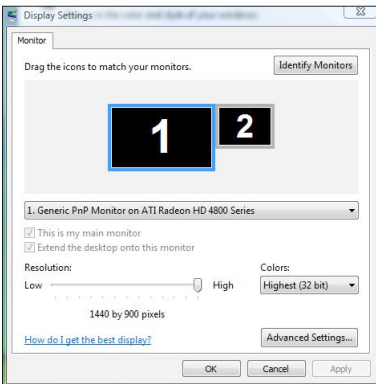 Display Settings
Monitor
Drag the icons to match your monitors.
Identify Monitors
1
2
1. Generic PnP Monitor on ATI Radeon HD 4800 Series
This is my main monitor
Extend the desktop onto this monitor
Resolution:
Colors:
Low
High
Highest (32 bit)
1440 by 900 pixels
How do I get the best display?
Advanced Settings...
OK
Cancel
Apply